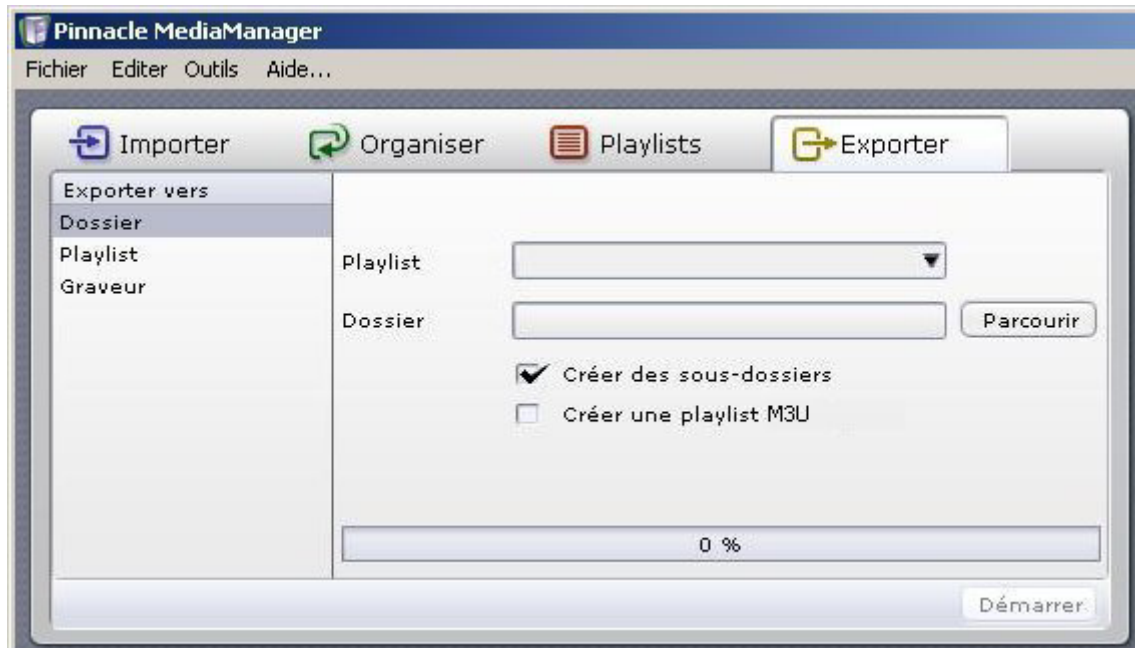 Pinnacle MediaManager
Fichier Editer Outils Aide...
Importer Organiser Playlists Exporter
Exporter vers
Dossier
Playlist
Graveur
Playlist
Dossier Parcourir
Créer des sous-dossiers
Créer une playlist M3U
0 %
Démarrer